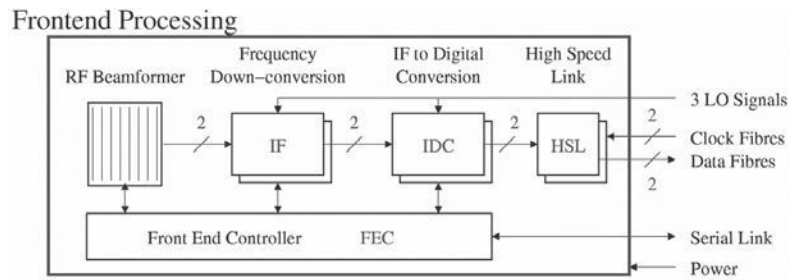 Frontend Processing
Frequency
Down-conversion
IF to Digital
Conversion
High Speed
Link
RF Beamformer
3 LO Signals
2
2
2
2
IF
IDC
HSL
Clock Fibres
Data Fibres
2
Front End Controller
FEC
Serial Link
Power